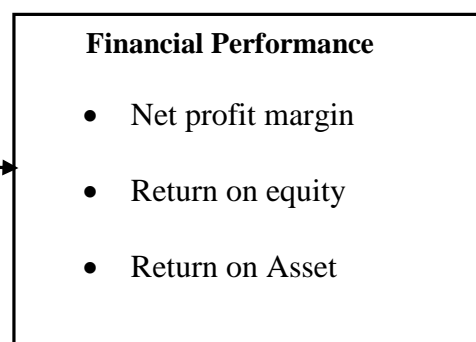 Financial Performance
• Net profit margin
• Return on equity
• Return on Asset